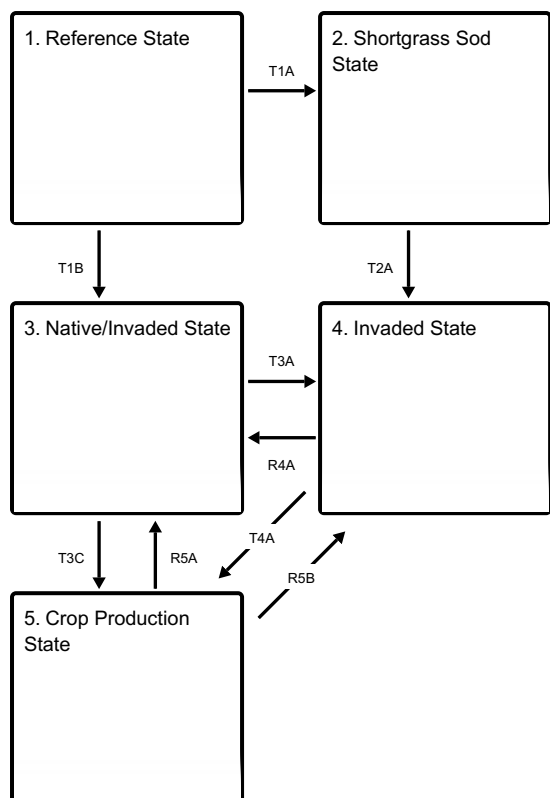 1. Reference State
T1A
2. Shortgrass Sod
State
T1B
T2A
3. Native/Invaded State
T3A
4. Invaded State
R4A
T3C
R5A
T4A
R5B
5. Crop Production
State